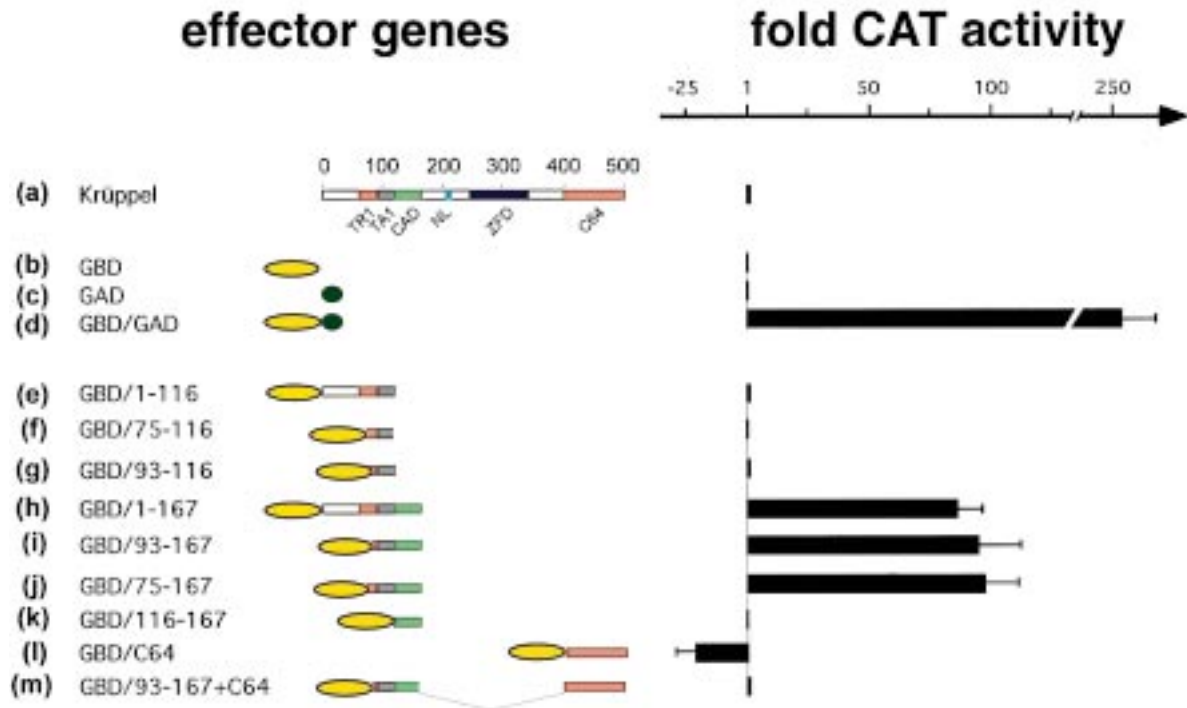 effector genes fold CAT activity
-25 1 50 100 250
0 100 200 300 400 500
(a) Krüppel
TR1 TA1 CAD NL ZFD C64
(b) GBD
(c) GAD
(d) GBD/GAD
(e) GBD/1-116
(f) GBD/75-116
(g) GBD/93-116
(h) GBD/1-167
(i) GBD/93-167
(j) GBD/75-167
(k) GBD/116-167
(l) GBD/C64
(m) GBD/93-167+C64